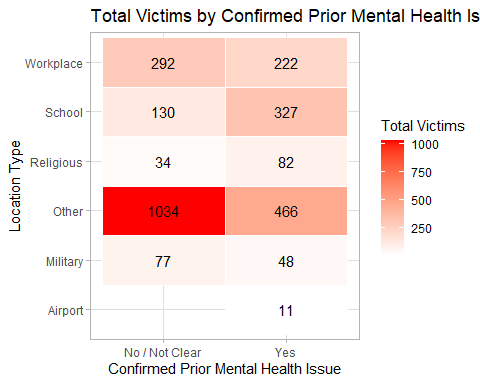 Total Victims by Confirmed Prior Mental Health Is
Workplace 292 222
School 130 327
Religious 34 82
Other 1034 466
Military 77 48
Airport 11
No / Not Clear Yes
Confirmed Prior Mental Health Issue
Location Type
Total Victims
1000
750
500
250